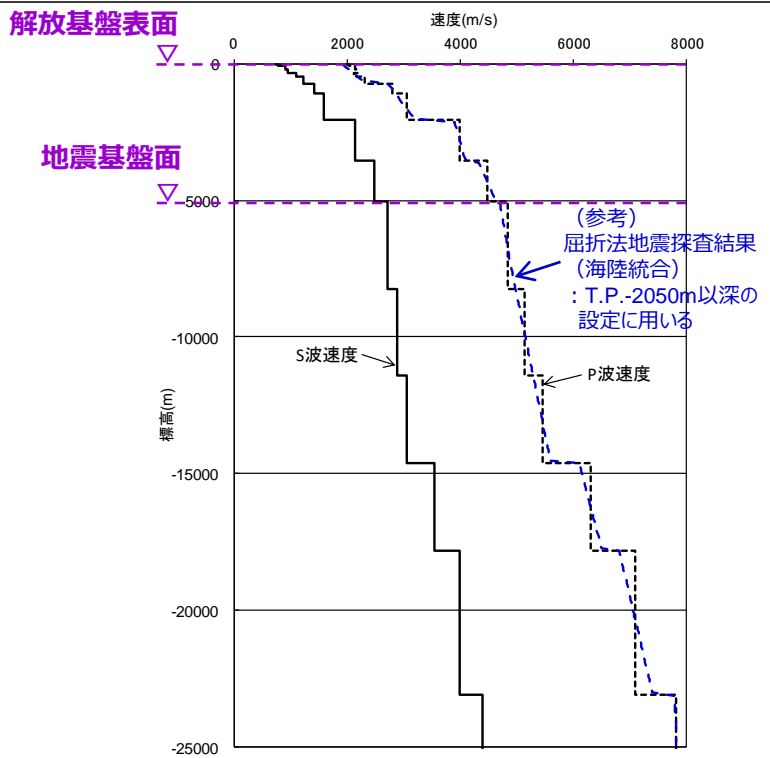 速度(m/s)
解放基盤表面
0
2000
4000
6000
8000
0
地震基盤面
-5000
（参考）
屈折法地震探査結果
（海陸統合）
：T.P.-2050m以深の
設定に用いる
-10000
S波速度
P波速度
標高(m)
-15000
-20000
-25000